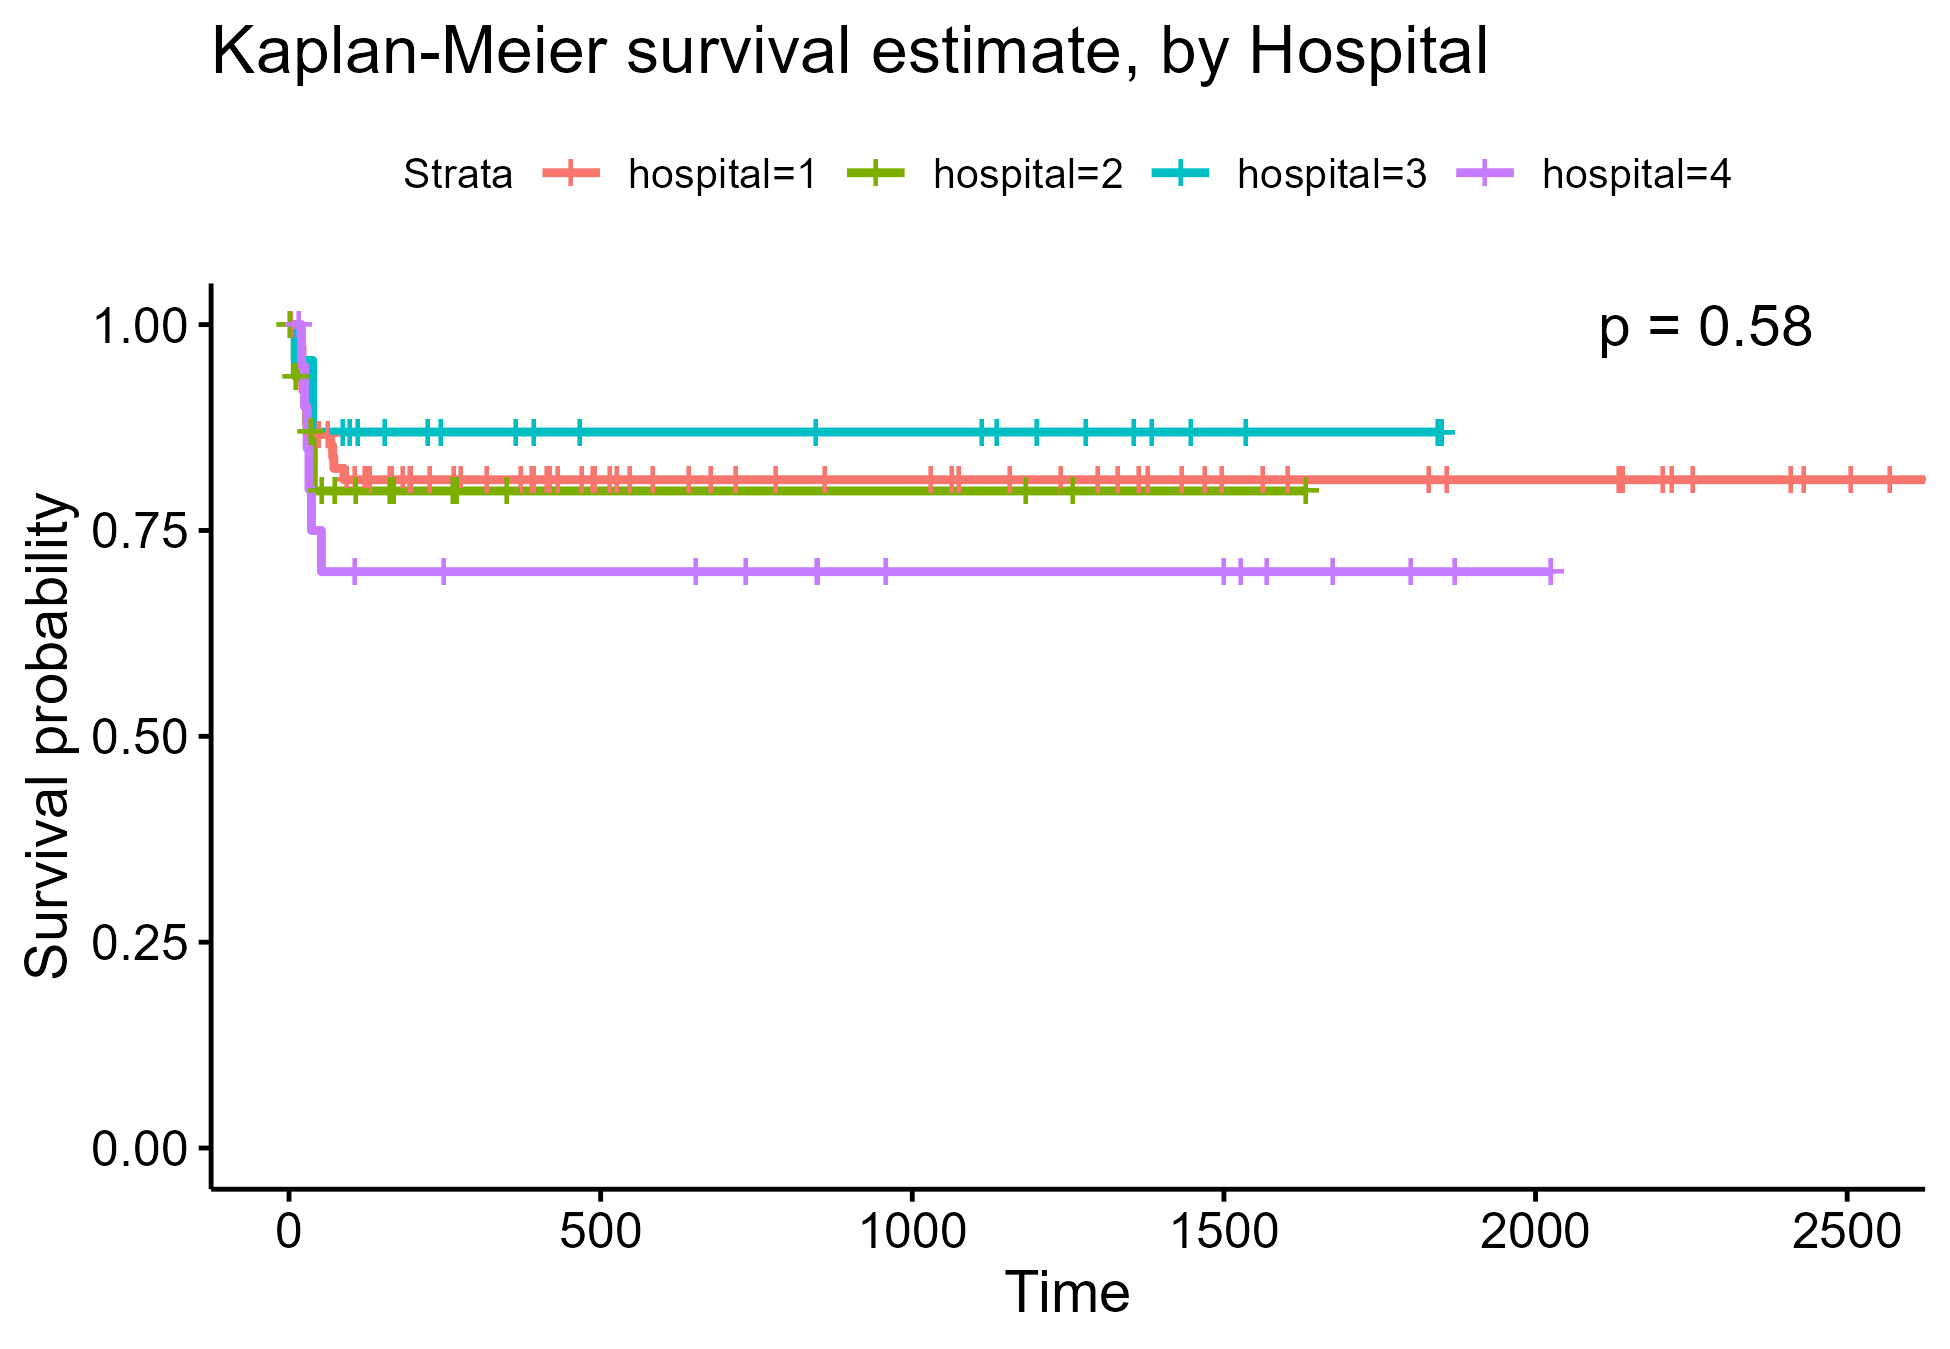 Kaplan-Meier survival estimate, by Hospital
Strata hospital=1 hospital=2 hospital=3 hospital=4
p = 0.58
Survival probability
1.00
0.75
0.50
0.25
0.00
0 500 1000 1500 2000 2500
Time